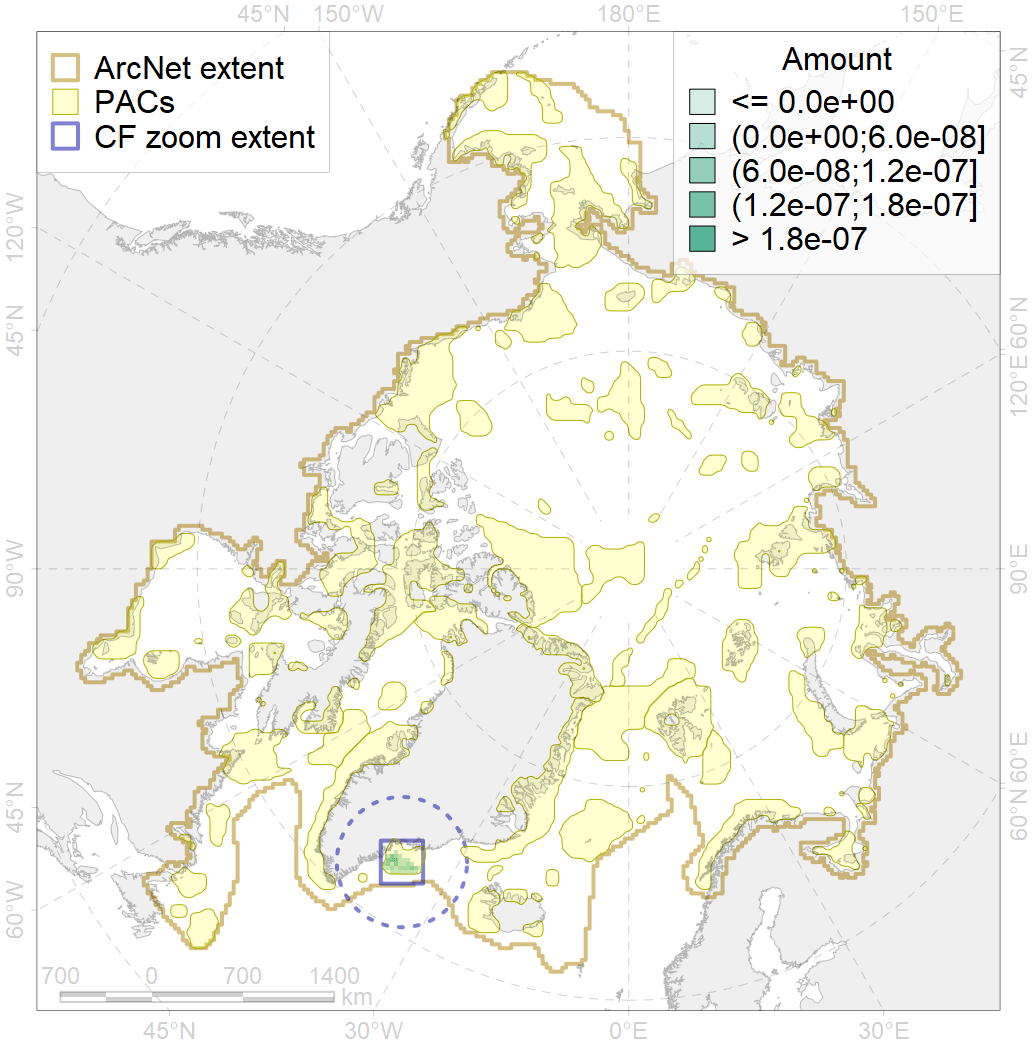 45°N 150°W 180°E 150°E
ArcNet extent
PACs
CF zoom extent
Amount
<= 0.0e+00
(0.0e+00;6.0e-08]
(6.0e-08;1.2e-07]
(1.2e-07;1.8e-07]
> 1.8e-07
120°W
45°N
90°W
45°N
60°W
45°N
60°N
120°E
90°E
60°E
60°N
700 0 700 1400
km
45°N 30°W 0°E 30°E